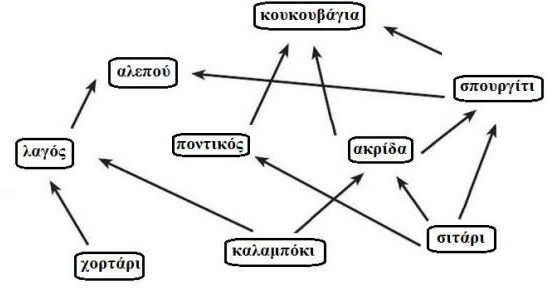 κουκουβάγια
αλεπού
σπουργίτι
ποντικός
ακρίδα
λαγός
σιτάρι
καλαμπόκι
χορτάρι